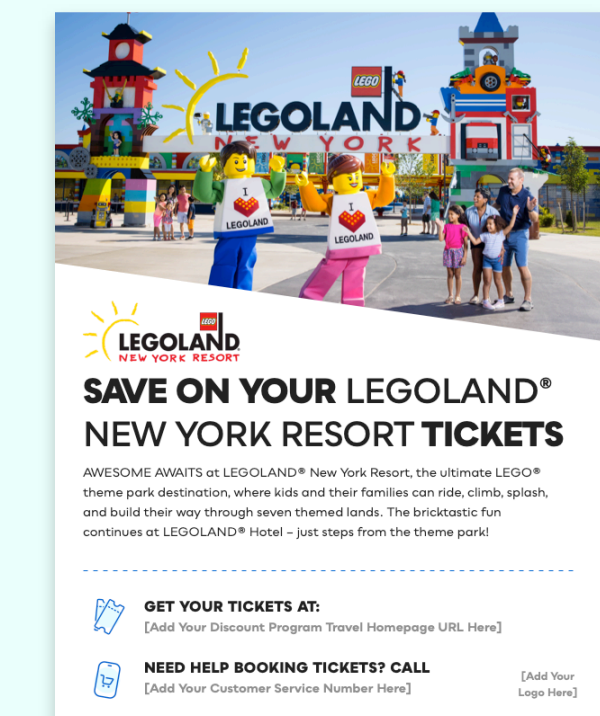 LEGO
LEGOLAND
NEW YORK
I
LEGOLAND
I
LEGOLAND
LEGO
LEGOLAND
NEW YORK RESORT
SAVE ON YOUR LEGOLAND®
NEW YORK RESORT TICKETS
AWESOME AWAITS at LEGOLAND® New York Resort, the ultimate LEGO®
theme park destination, where kids and their families can ride, climb, splash,
and build their way through seven themed lands. The bricktastic fun
continues at LEGOLAND® Hotel – just steps from the theme park!
GET YOUR TICKETS AT:
[Add Your Discount Program Travel Homepage URL Here]
NEED HELP BOOKING TICKETS? CALL
[Add Your Customer Service Number Here]
[Add Your
Logo Here]